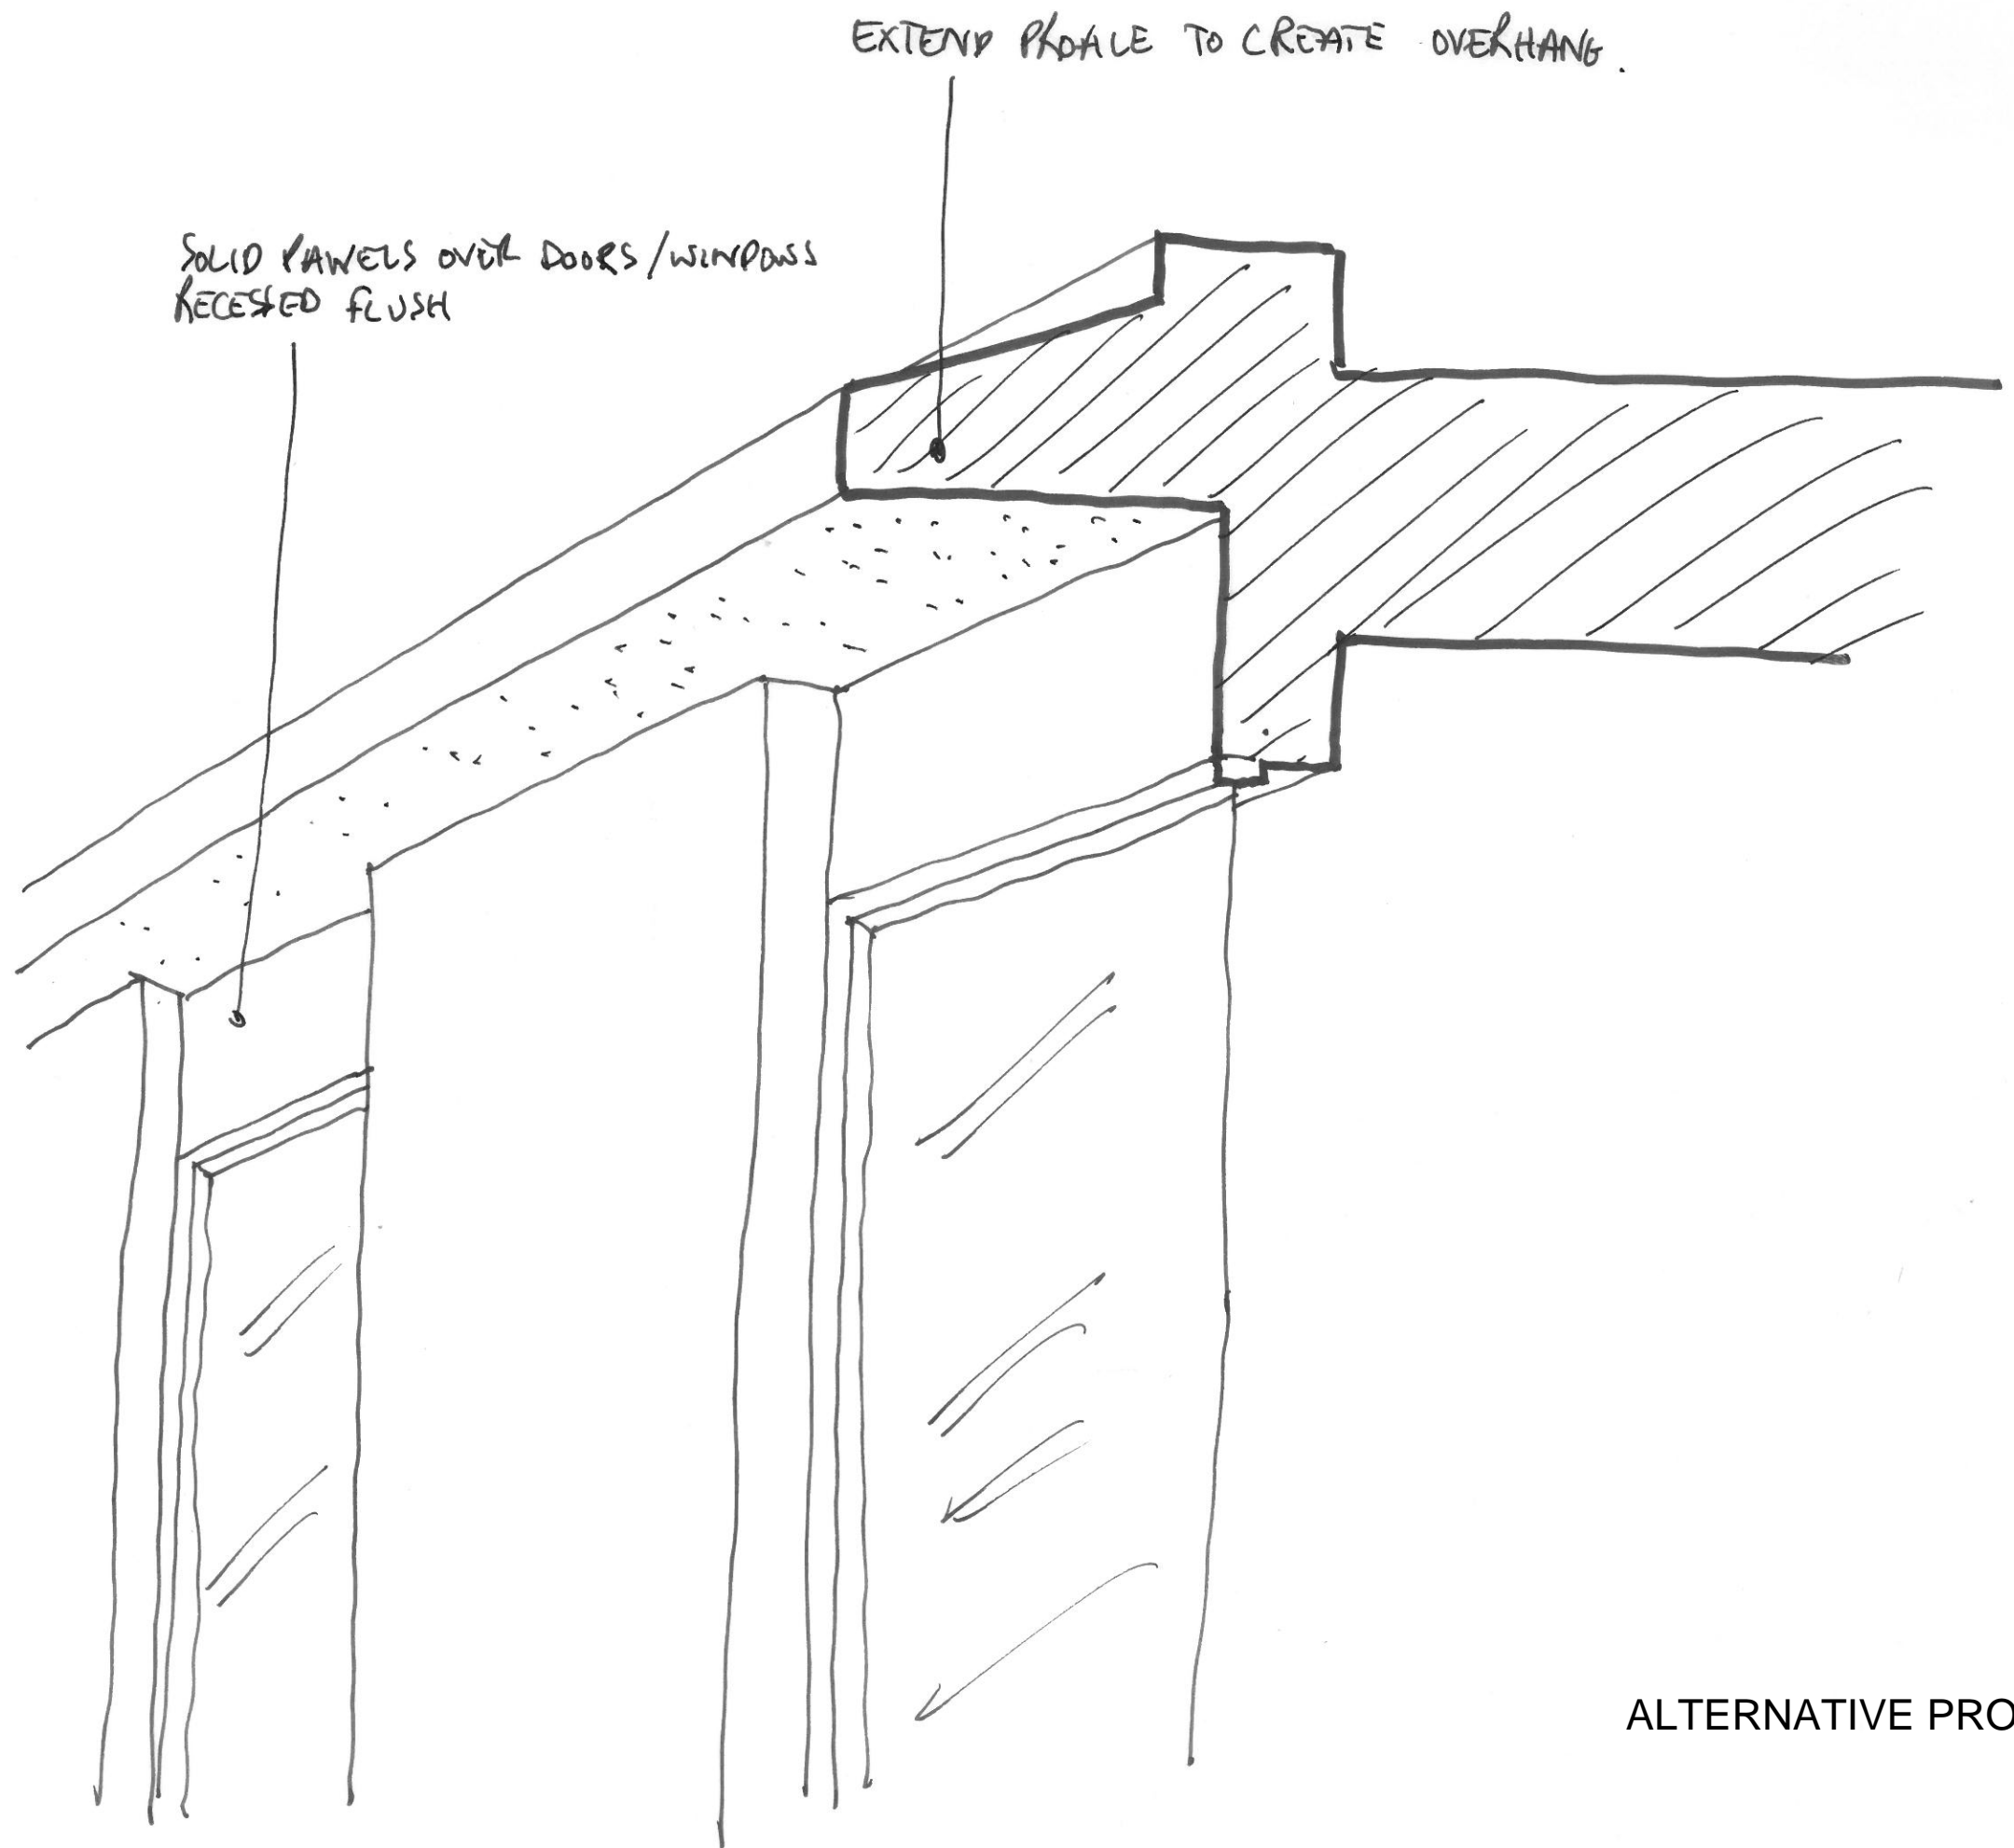 EXTEND PROFILE TO CREATE OVERHANG.
SOLID PANELS OVER DOORS/WINDOWS
RECESSED FLUSH
ALTERNATIVE PRO